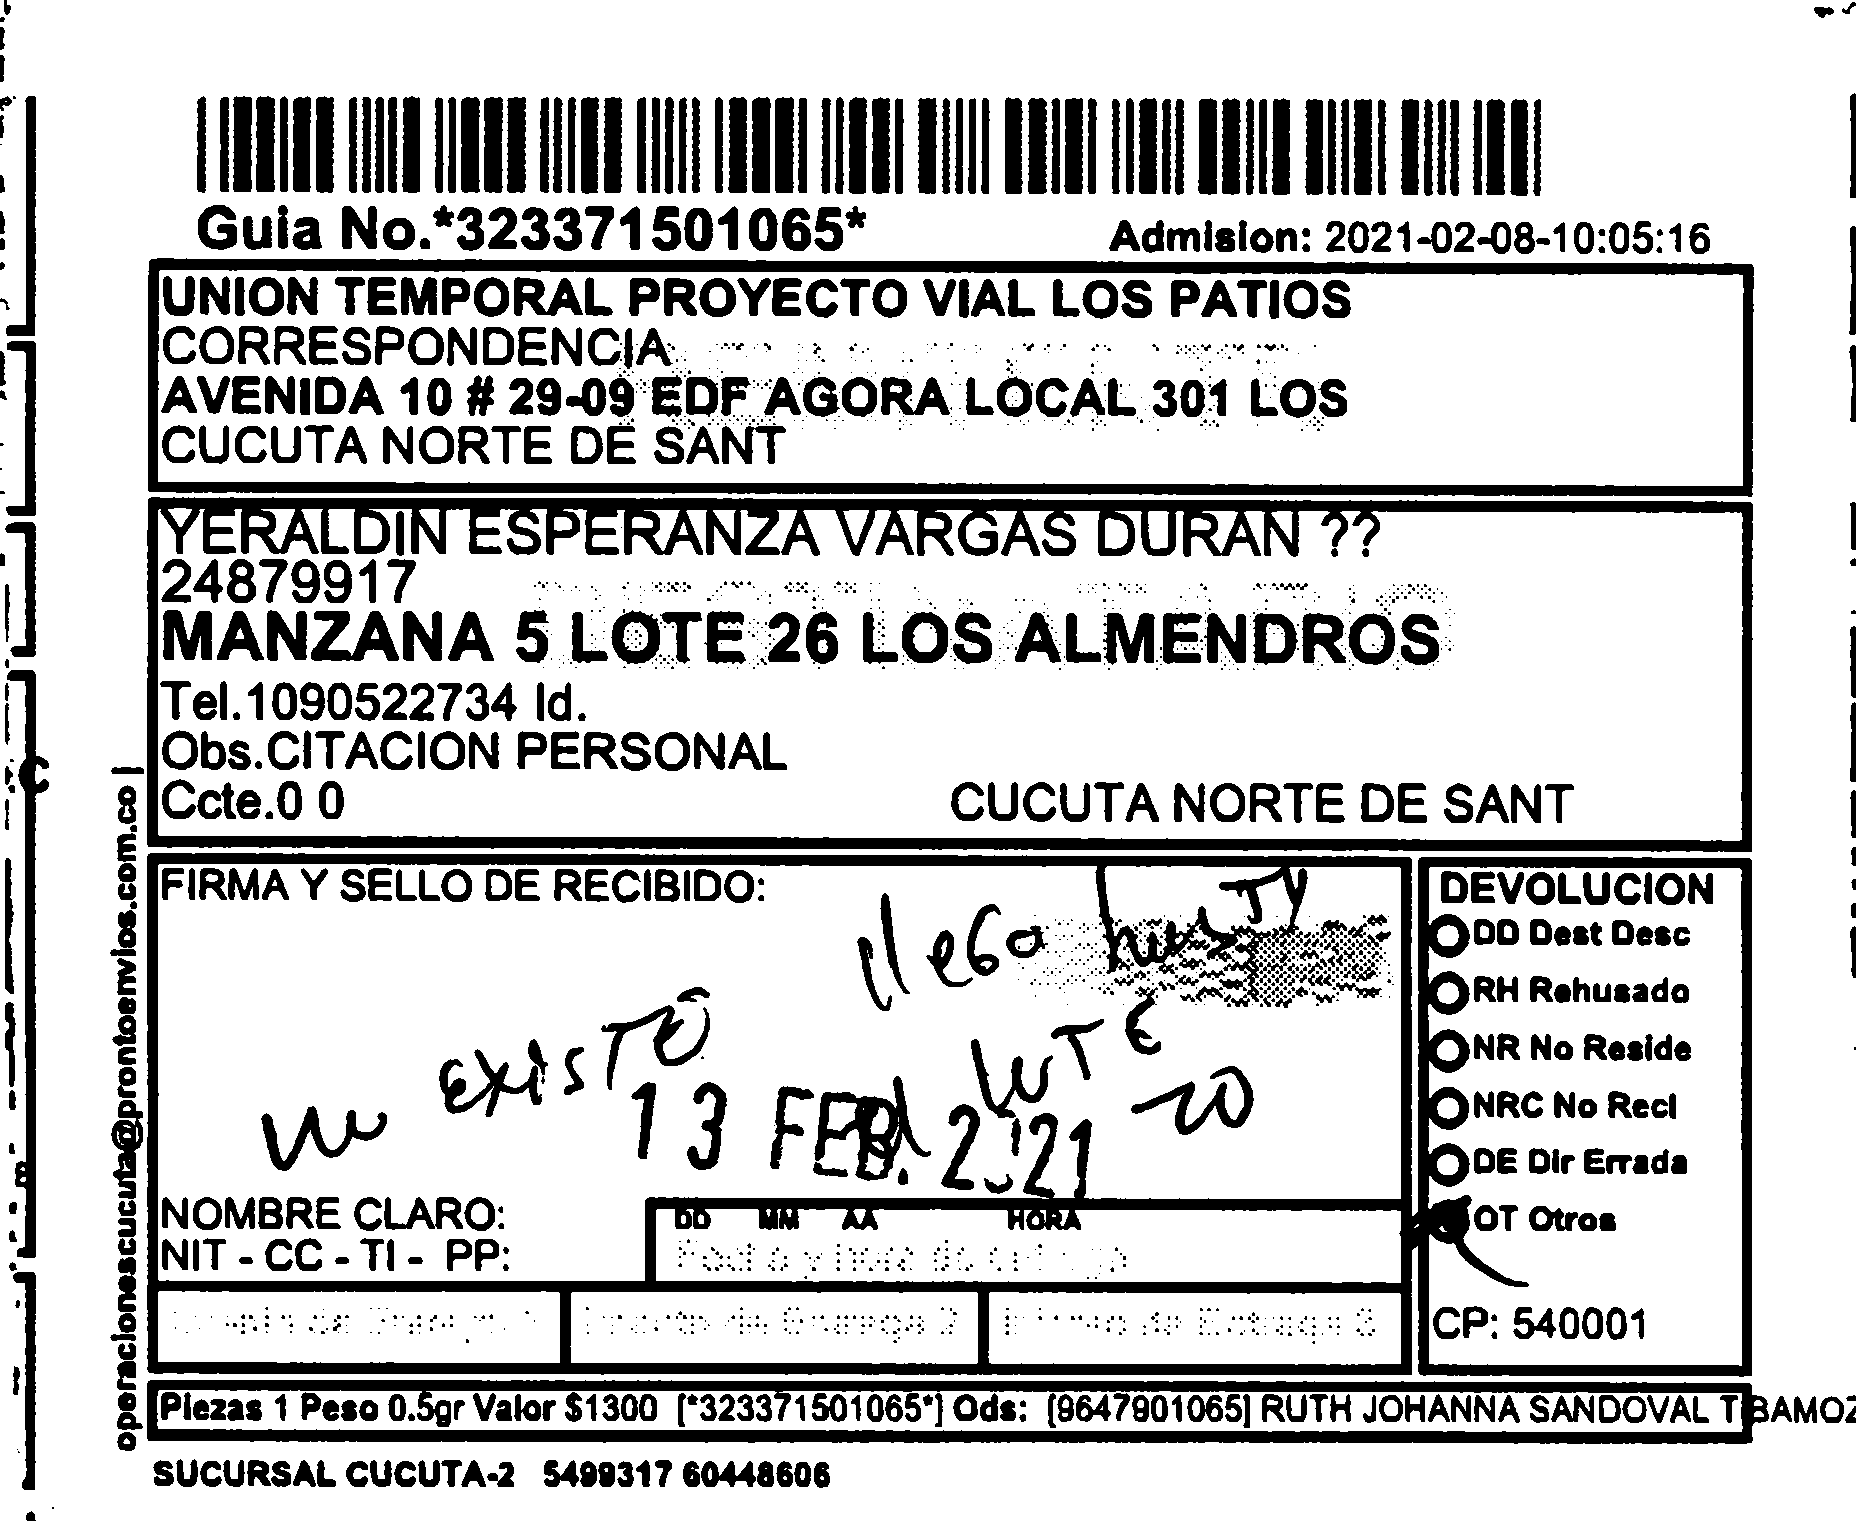 Guia No.*323371501065*
Admision: 2021-02-08-10:05:16
UNION TEMPORAL PROYECTO VIAL LOS PATIOS
CORRESPONDENCIA
AVENIDA 10 # 29-09 EDF AGORA LOCAL 301 LOS
CUCUTA NORTE DE SANT
YERALDIN ESPERANZA VARGAS DURAN ??
24879917
MANZANA 5 LOTE 26 LOS ALMENDROS
Tel.1090522734 Id.
Obs.CITACION PERSONAL
Ccte.0 0
CUCUTA NORTE DE SANT
operacionescucuta@prontoenvios.com.co |
FIRMA Y SELLO DE RECIBIDO:
llego hasta
no existe
el lote 20
13 FEB. 2021
NOMBRE CLARO:
NIT - CC - TI - PP:
DD MM AA HORA
DEVOLUCION
DD Dest Desc
RH Rehusado
NR No Reside
NRC No Recl
DE Dir Errada
OT Otros
CP: 540001
Piezas 1 Peso 0.5gr Valor $1300 [*323371501065*] Ods: [9647901065] RUTH JOHANNA SANDOVAL TIBAMOZ
SUCURSAL CUCUTA-2 5499317 60448606